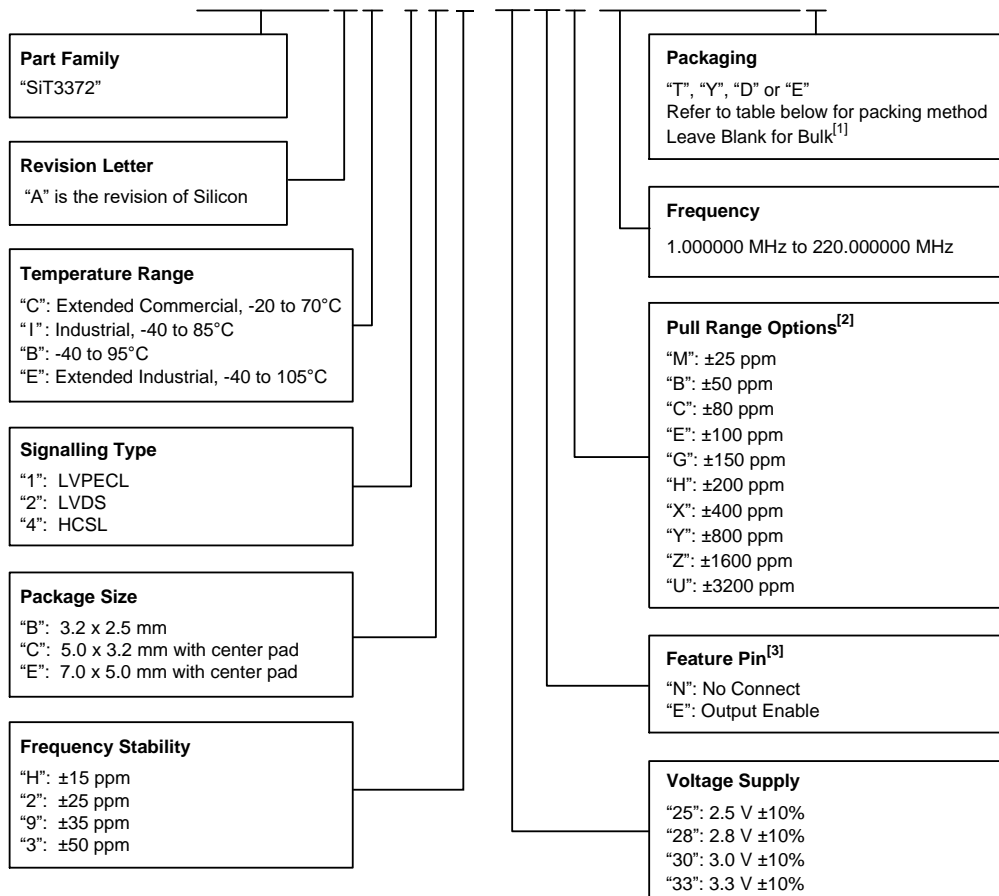 Part Family
“SiT3372”
Revision Letter
“A” is the revision of Silicon
Temperature Range
“C”: Extended Commercial, -20 to 70°C
“I”: Industrial, -40 to 85°C
“B”: -40 to 95°C
“E”: Extended Industrial, -40 to 105°C
Signalling Type
“1”: LVPECL
“2”: LVDS
“4”: HCSL
Package Size
“B”: 3.2 x 2.5 mm
“C”: 5.0 x 3.2 mm with center pad
“E”: 7.0 x 5.0 mm with center pad
Frequency Stability
“H”: ±15 ppm
“2”: ±25 ppm
“9”: ±35 ppm
“3”: ±50 ppm
Packaging
“T”, “Y”, “D” or “E”
Refer to table below for packing method
Leave Blank for Bulk[1]
Frequency
1.000000 MHz to 220.000000 MHz
Pull Range Options[2]
“M”: ±25 ppm
“B”: ±50 ppm
“C”: ±80 ppm
“E”: ±100 ppm
“G”: ±150 ppm
“H”: ±200 ppm
“X”: ±400 ppm
“Y”: ±800 ppm
“Z”: ±1600 ppm
“U”: ±3200 ppm
Feature Pin[3]
“N”: No Connect
“E”: Output Enable
Voltage Supply
“25”: 2.5 V ±10%
“28”: 2.8 V ±10%
“30”: 3.0 V ±10%
“33”: 3.3 V ±10%